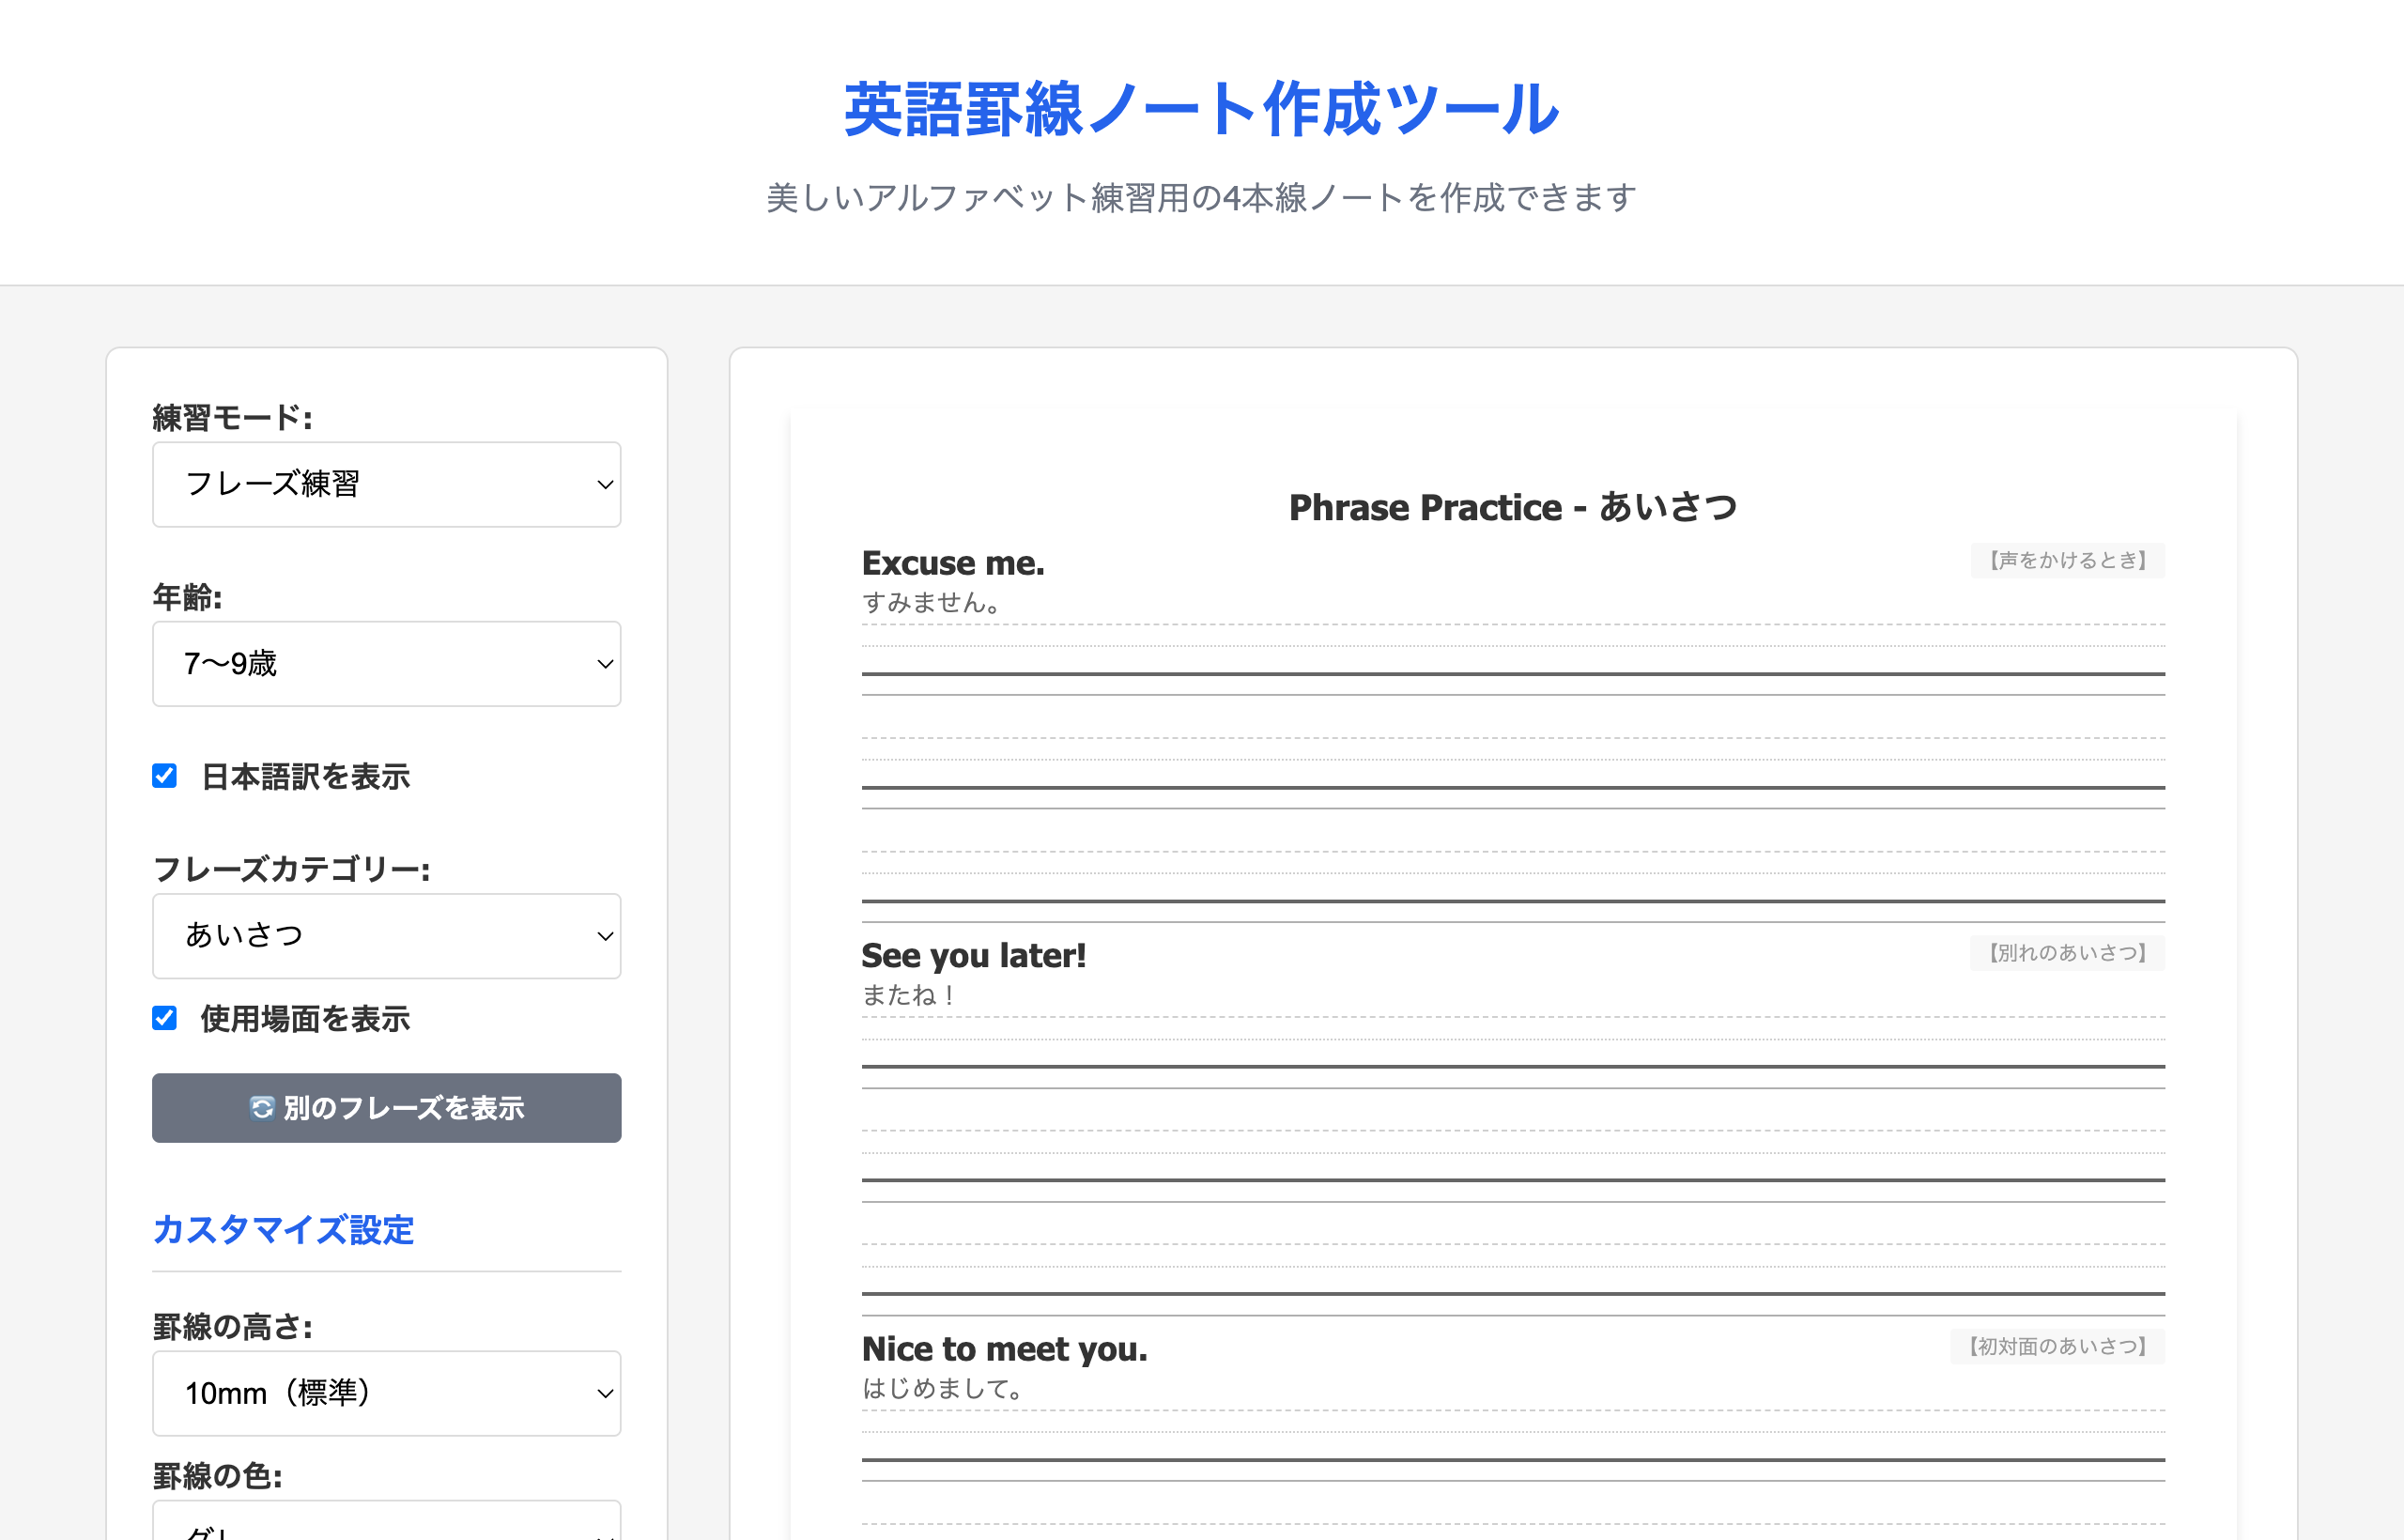 英語罫線ノート作成ツール
美しいアルファベット練習用の4本線ノートを作成できます
練習モード:
フレーズ練習
年齢:
7〜9歳
日本語訳を表示
フレーズカテゴリー:
あいさつ
使用場面を表示
別のフレーズを表示
カスタマイズ設定
罫線の高さ:
10mm（標準）
罫線の色:
Phrase Practice - あいさつ
Excuse me.
【声をかけるとき】
すみません。
See you later!
【別れのあいさつ】
またね！
Nice to meet you.
【初対面のあいさつ】
はじめまして。